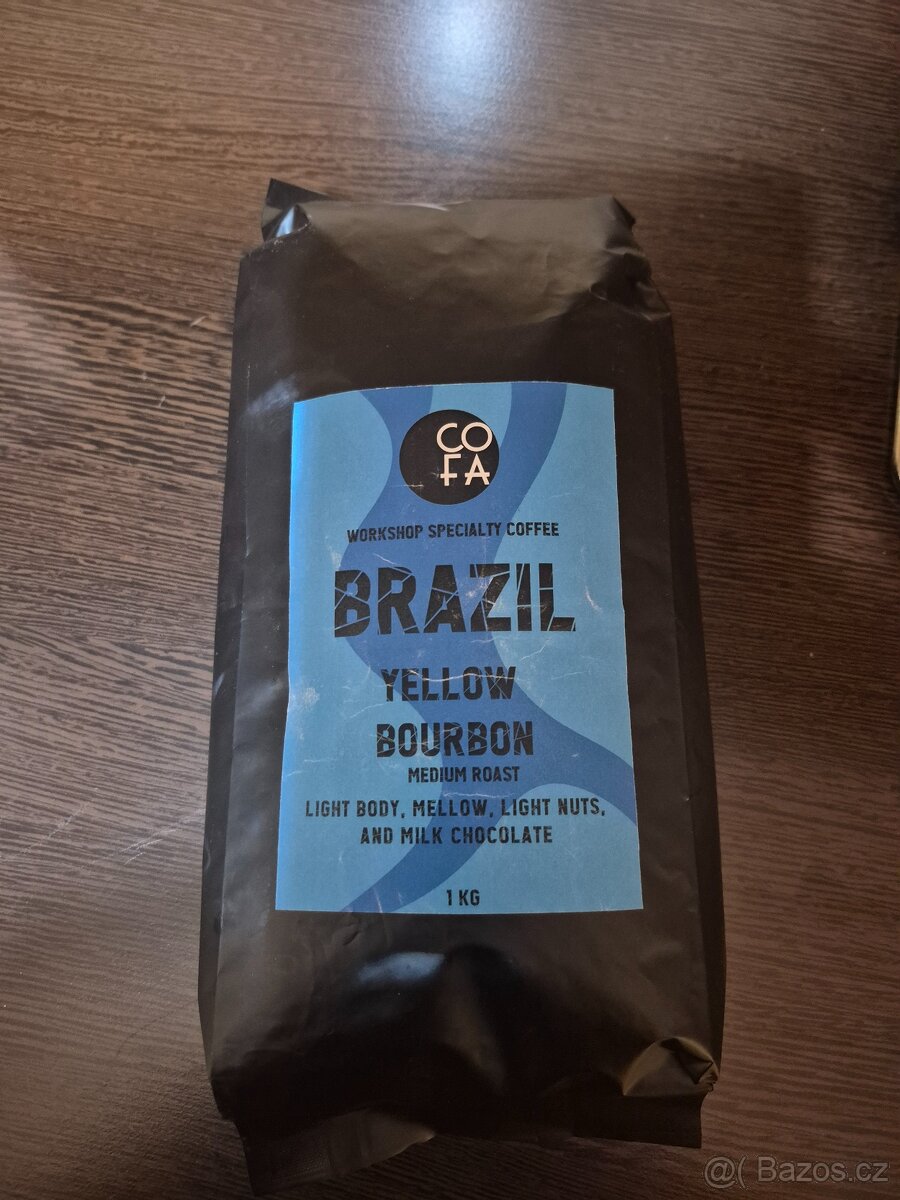 CO
FA
WORKSHOP SPECIALTY COFFEE
BRAZIL
YELLOW
BOURBON
MEDIUM ROAST
LIGHT BODY, MELLOW, LIGHT NUTS,
AND MILK CHOCOLATE
1 KG
@( Bazos.cz